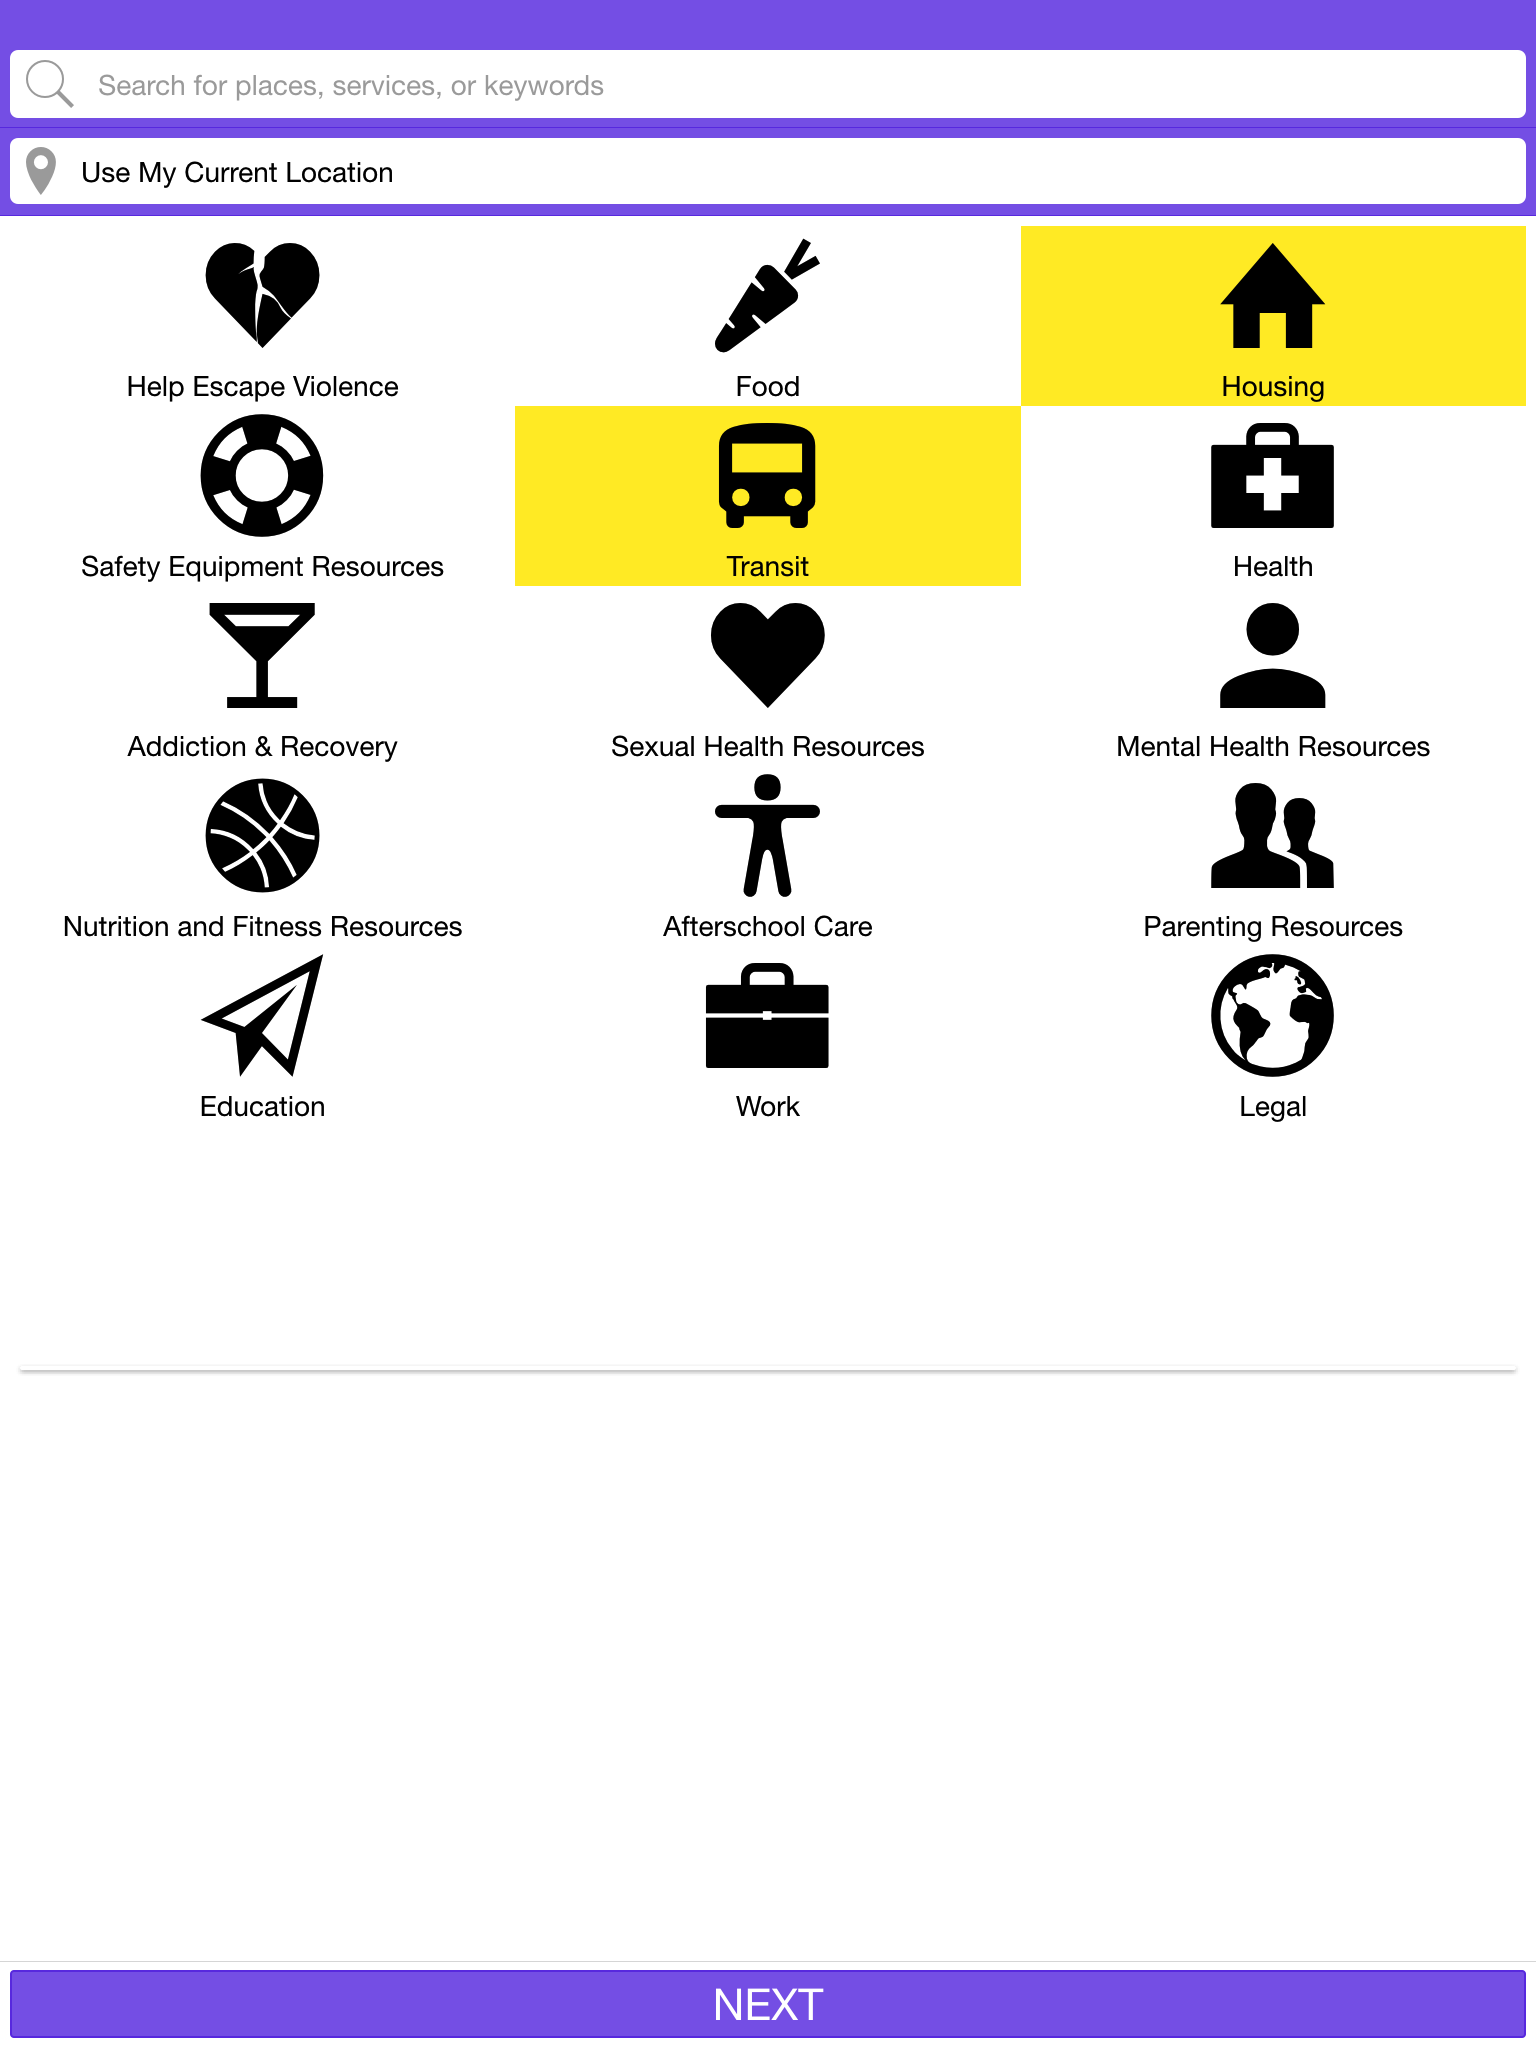 Search for places, services, or keywords
Use My Current Location
Help Escape Violence
Food
Housing
Safety Equipment Resources
Transit
Health
Addiction & Recovery
Sexual Health Resources
Mental Health Resources
Nutrition and Fitness Resources
Afterschool Care
Parenting Resources
Education
Work
Legal
NEXT